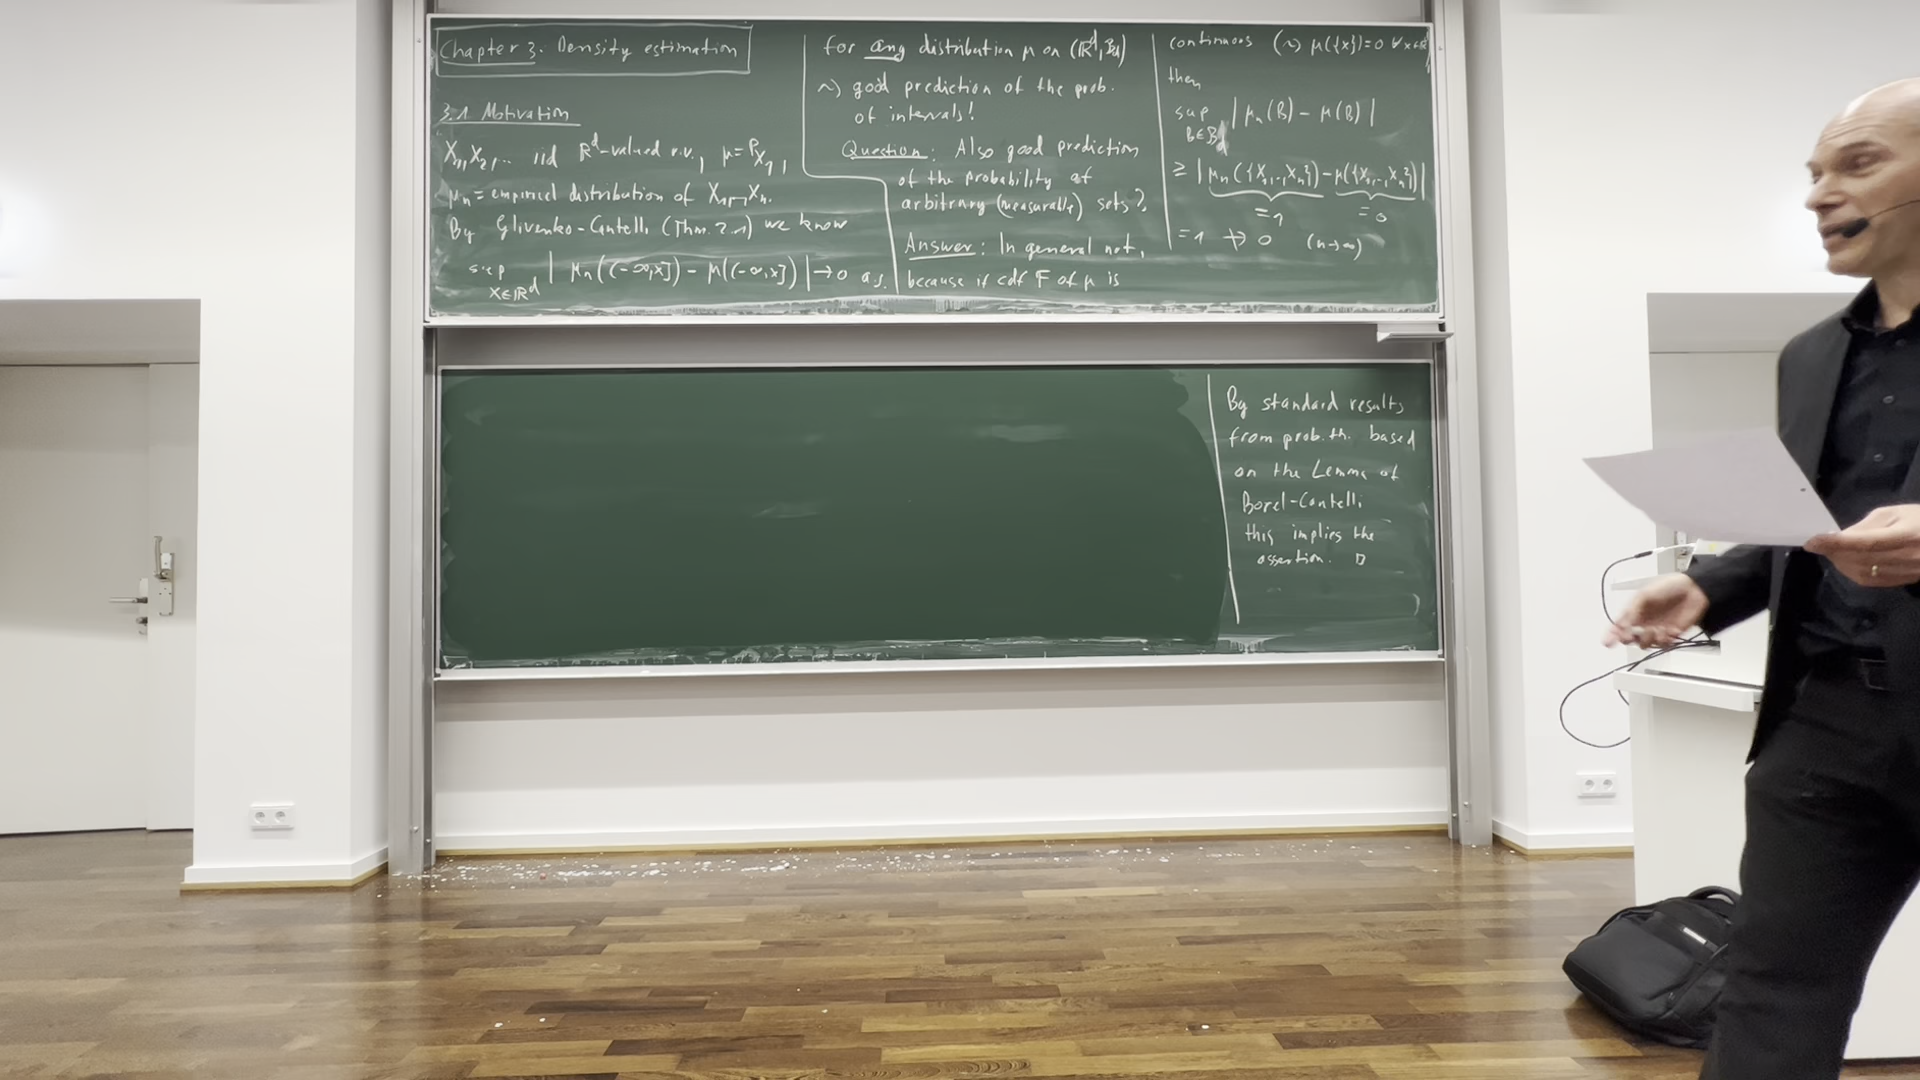 Chapter 3. Density estimation
3.1 Motivation
X₁,X₂,... iid ℝᵈ-valued r.v., μ=P_X₁,
μₙ = empirical distribution of X₁,...,Xₙ.
By Glivenko-Cantelli (Thm. 2.1) we know
sup | μₙ((-∞,x]) - μ((-∞,x]) | → 0 a.s.
x∈ℝᵈ
for any distribution μ on (ℝᵈ, B_d)
~) good prediction of the prob.
of intervals!
Question: Also good prediction
of the probability of
arbitrary (measurable) sets?
Answer: In general not,
because if cdf F of μ is
continuous (~) μ({x})=0 ∀x∈ℝ
then
sup | μₙ(B) - μ(B) |
B∈B_d
≥ | μₙ({X₁,..,Xₙ}) - μ({X₁,..,Xₙ}) |
=1 =0
= 1 ↛ 0 (n→∞)
By standard results
from prob.th. based
on the Lemma of
Borel-Cantelli
this implies the
assertion. □